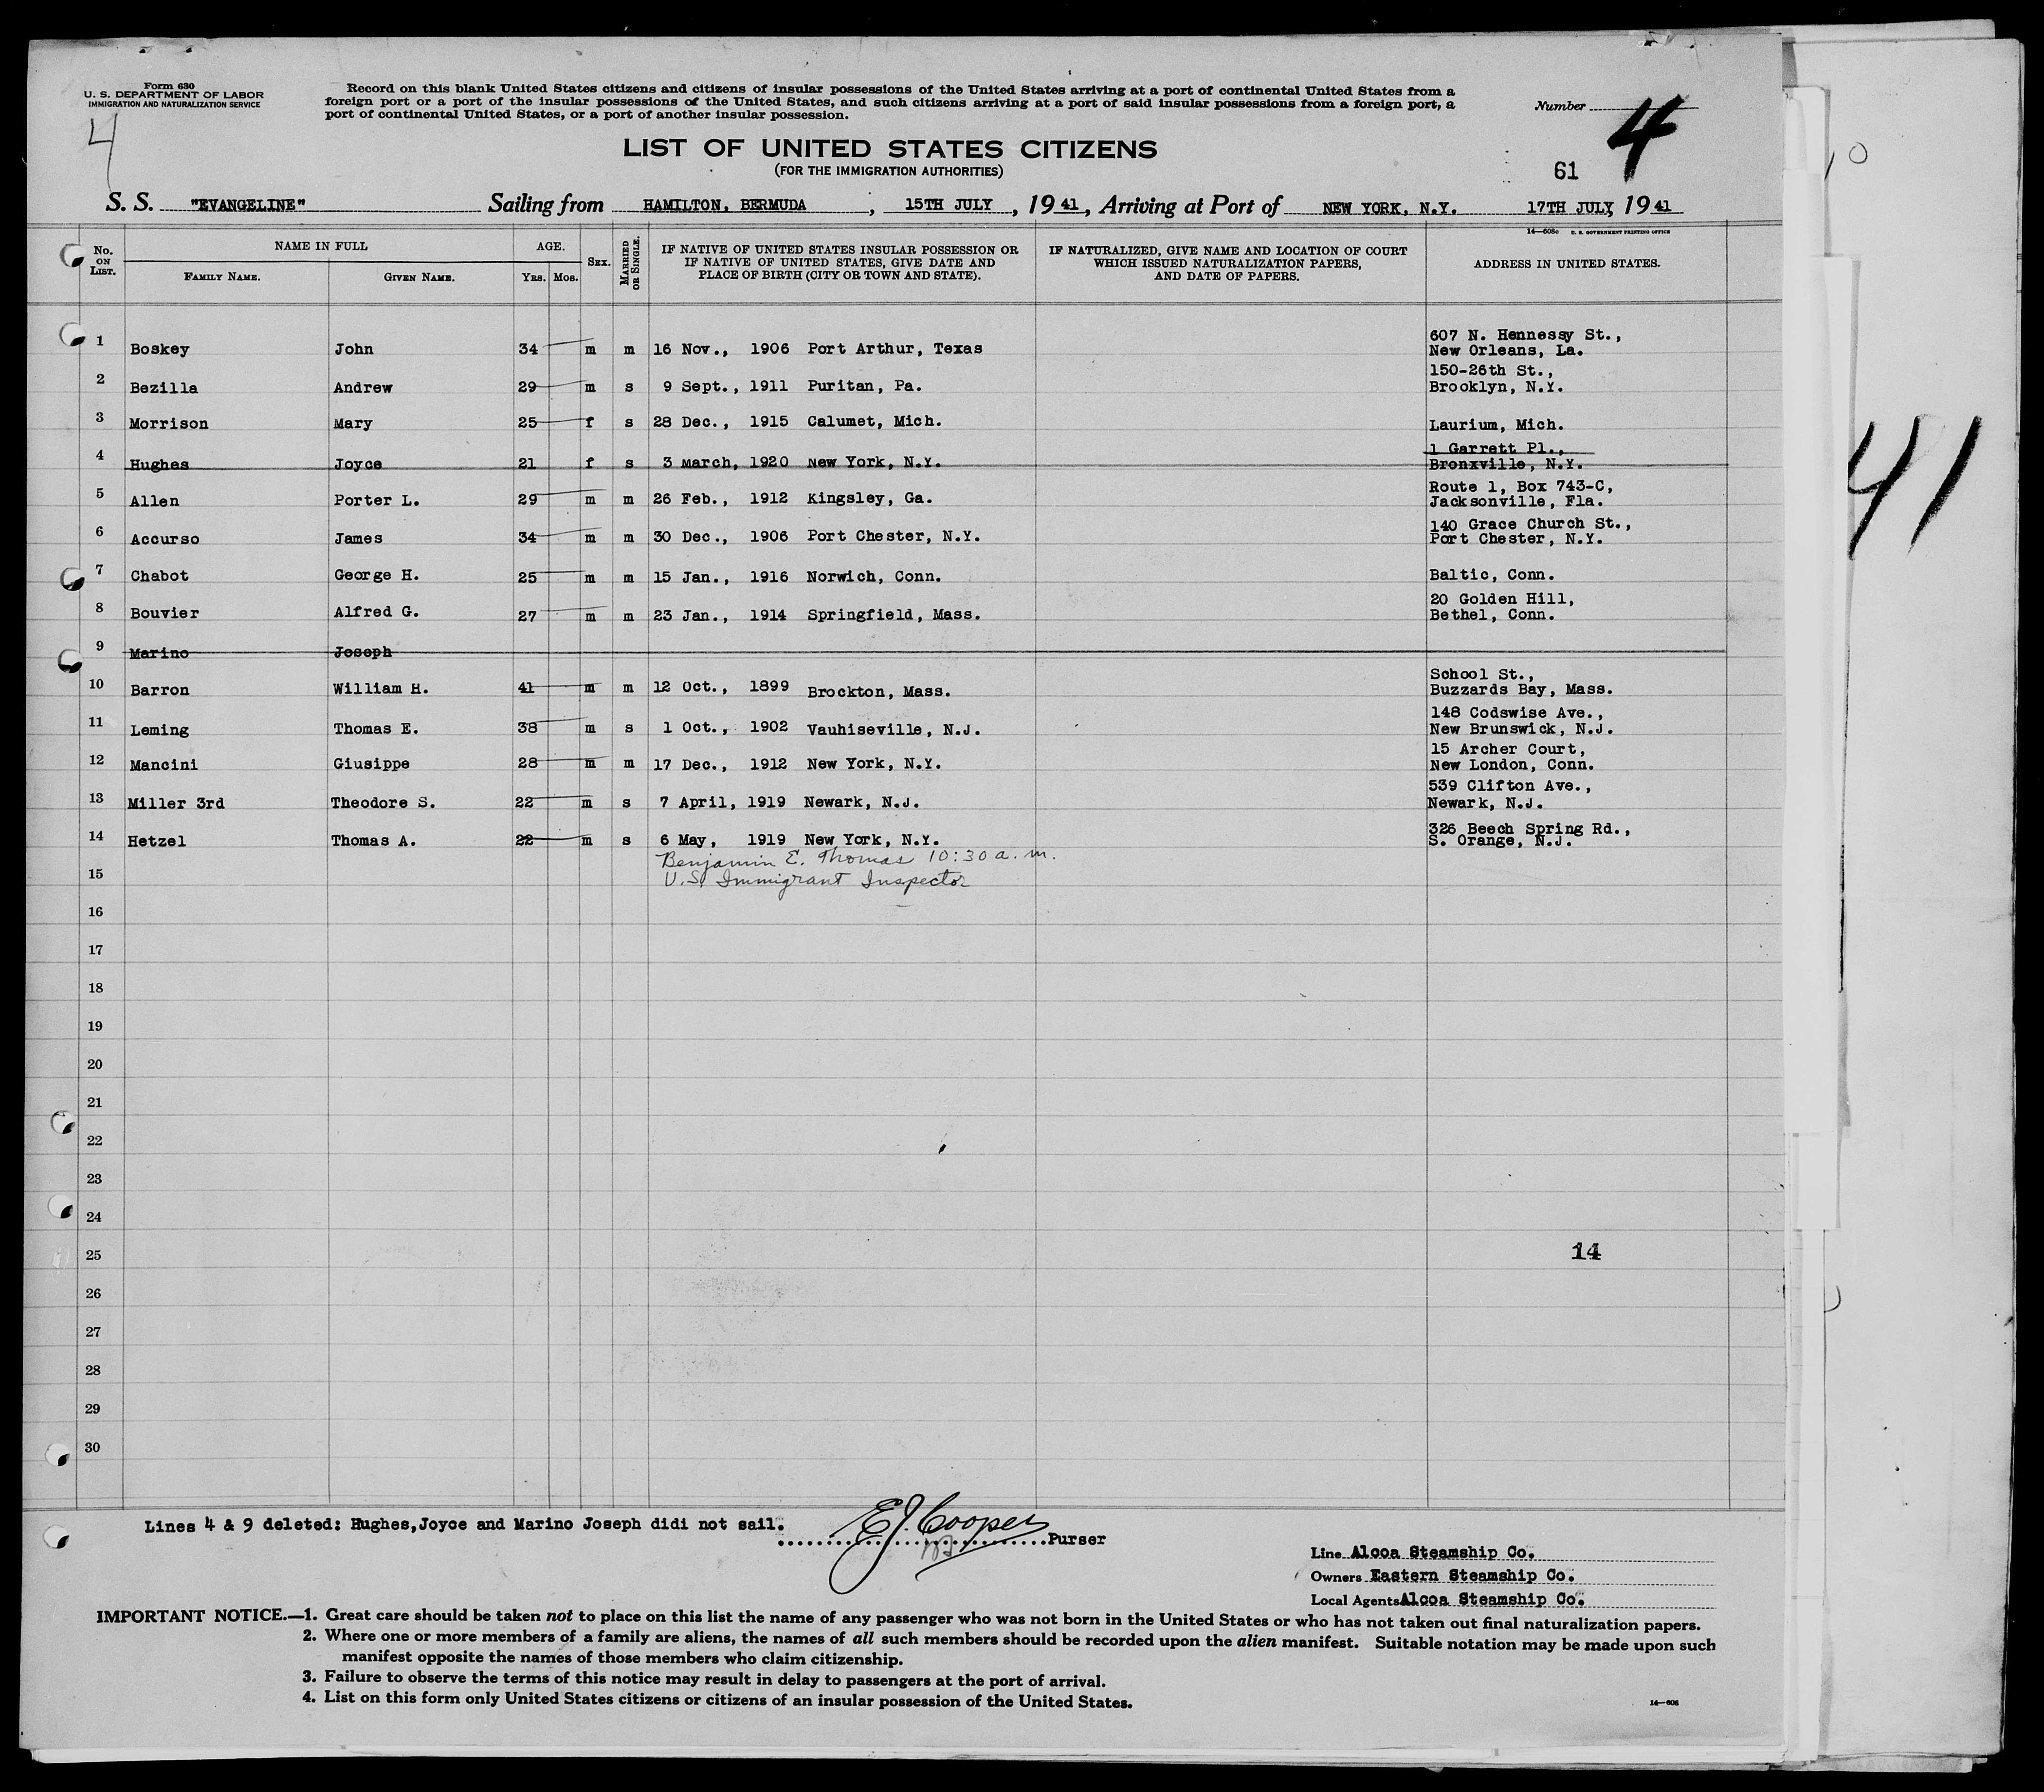 Form 630
U. S. DEPARTMENT OF LABOR
IMMIGRATION AND NATURALIZATION SERVICE
Record on this blank United States citizens and citizens of insular possessions of the United States arriving at a port of continental United States from a
foreign port or a port of the insular possessions of the United States, and such citizens arriving at a port of said insular possessions from a foreign port, a
port of continental United States, or a port of another insular possession.
Number 4
4
LIST OF UNITED STATES CITIZENS
(FOR THE IMMIGRATION AUTHORITIES)
61
S. S. "EVANGELINE" Sailing from HAMILTON, BERMUDA, 15TH JULY, 1941, Arriving at Port of NEW YORK, N.Y. 17TH JULY, 1941
14—608c U. S. GOVERNMENT PRINTING OFFICE
No. ON LIST. NAME IN FULL FAMILY NAME. GIVEN NAME. AGE. YRS. MOS. SEX. MARRIED OR SINGLE. IF NATIVE OF UNITED STATES INSULAR POSSESSION OR IF NATIVE OF UNITED STATES, GIVE DATE AND PLACE OF BIRTH (CITY OR TOWN AND STATE). IF NATURALIZED, GIVE NAME AND LOCATION OF COURT WHICH ISSUED NATURALIZATION PAPERS, AND DATE OF PAPERS. ADDRESS IN UNITED STATES.
1 Boskey John 34 m m 16 Nov., 1906 Port Arthur, Texas 607 N. Hennessy St., New Orleans, La.
2 Bezilla Andrew 29 m s 9 Sept., 1911 Puritan, Pa. 150-26th St., Brooklyn, N.Y.
3 Morrison Mary 25 f s 28 Dec., 1915 Calumet, Mich. Laurium, Mich.
4 Hughes Joyce 21 f s 3 March, 1920 New York, N.Y. 1 Garrett Pl., Bronxville, N.Y.
5 Allen Porter L. 29 m m 26 Feb., 1912 Kingsley, Ga. Route 1, Box 743-C, Jacksonville, Fla.
6 Accurso James 34 m m 30 Dec., 1906 Port Chester, N.Y. 140 Grace Church St., Port Chester, N.Y.
7 Chabot George H. 25 m m 15 Jan., 1916 Norwich, Conn. Baltic, Conn.
8 Bouvier Alfred G. 27 m m 23 Jan., 1914 Springfield, Mass. 20 Golden Hill, Bethel, Conn.
9 Marino Joseph
10 Barron William H. 41 m m 12 Oct., 1899 Brockton, Mass. School St., Buzzards Bay, Mass.
11 Leming Thomas E. 38 m s 1 Oct., 1902 Vauhiseville, N.J. 148 Codswise Ave., New Brunswick, N.J.
12 Mancini Giusippe 28 m m 17 Dec., 1912 New York, N.Y. 15 Archer Court, New London, Conn.
13 Miller 3rd Theodore S. 22 m s 7 April, 1919 Newark, N.J. 539 Clifton Ave., Newark, N.J.
14 Hetzel Thomas A. 22 m s 6 May, 1919 New York, N.Y. 326 Beech Spring Rd., S. Orange, N.J.
Benjamin E. Thomas 10:30 a.m.
15 U.S. Immigrant Inspector
16
17
18
19
20
21
22
23
24
25 14
26
27
28
29
30
41
Lines 4 & 9 deleted: Hughes,Joyce and Marino Joseph didi not sail.
E J. Cooper Purser
Line Alcoa Steamship Co.
Owners Eastern Steamship Co.
Local Agents Alcoa Steamship Co.
IMPORTANT NOTICE.—1. Great care should be taken not to place on this list the name of any passenger who was not born in the United States or who has not taken out final naturalization papers.
2. Where one or more members of a family are aliens, the names of all such members should be recorded upon the alien manifest. Suitable notation may be made upon such
manifest opposite the names of those members who claim citizenship.
3. Failure to observe the terms of this notice may result in delay to passengers at the port of arrival.
4. List on this form only United States citizens or citizens of an insular possession of the United States.
14—608